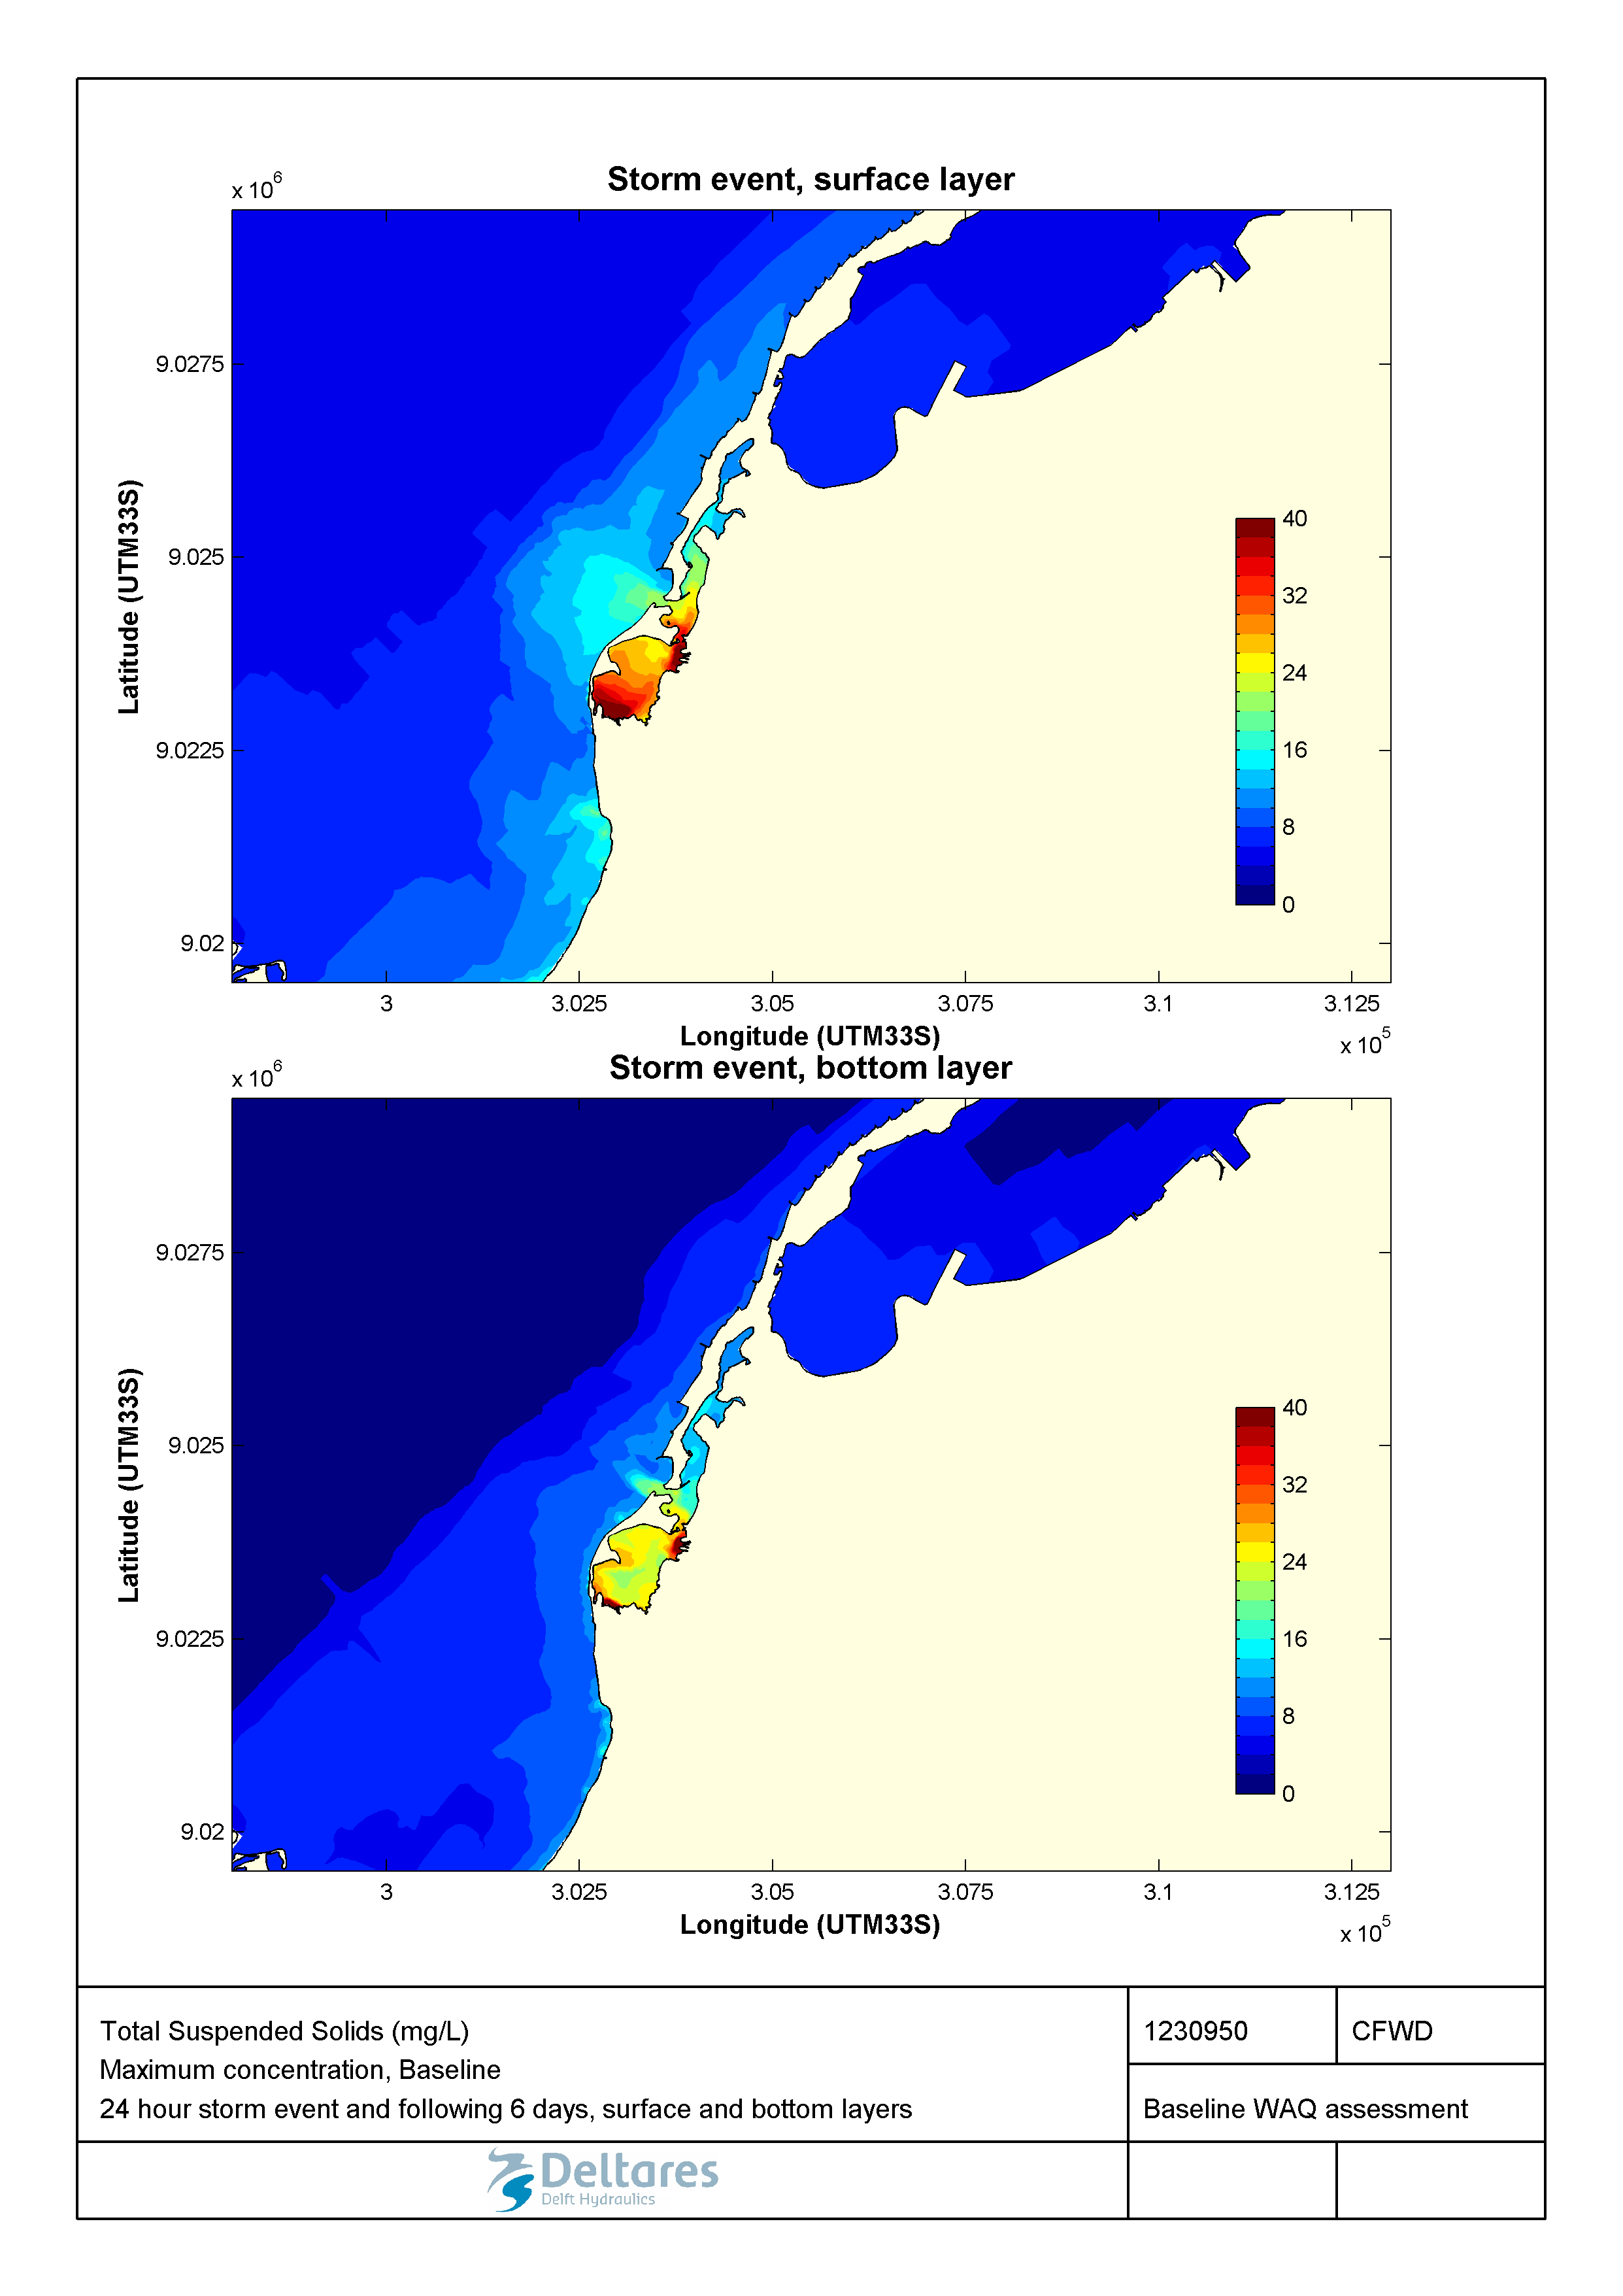 Storm event, surface layer
x 10^6
9.0275
9.025
9.0225
9.02
Latitude (UTM33S)
40
32
24
16
8
0
3 3.025 3.05 3.075 3.1 3.125
Longitude (UTM33S)
x 10^5
Storm event, bottom layer
x 10^6
9.0275
9.025
9.0225
9.02
Latitude (UTM33S)
40
32
24
16
8
0
3 3.025 3.05 3.075 3.1 3.125
Longitude (UTM33S)
x 10^5
Total Suspended Solids (mg/L)
Maximum concentration, Baseline
24 hour storm event and following 6 days, surface and bottom layers
1230950
CFWD
Baseline WAQ assessment
Deltares
Delft Hydraulics